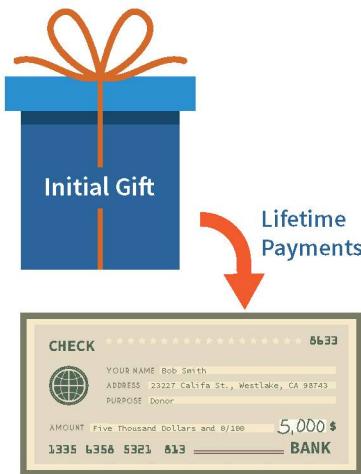 Initial Gift
Lifetime
Payments
CHECK 8633
YOUR NAME Bob Smith
ADDRESS 23227 Califa St., Westlake, CA 98743
PURPOSE Donor
AMOUNT Five Thousand Dollars and 0/100 5,000 $
1335 6358 5321 813 BANK